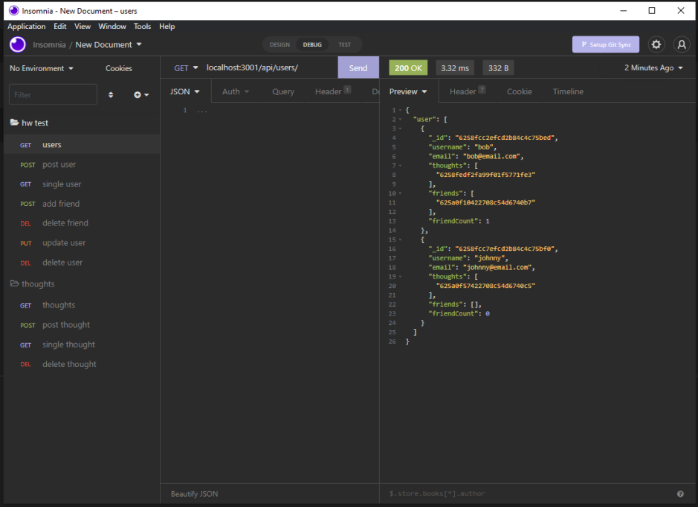 Insomnia - New Document – users
Application Edit View Window Tools Help
Insomnia / New Document
DESIGN DEBUG TEST
Setup Git Sync
No Environment Cookies
GET localhost:3001/api/users/ Send
200 OK 3.32 ms 332 B 2 Minutes Ago
Filter
JSON Auth Query Header 1
Preview Header 7 Cookie Timeline
hw test
GET users
POST post user
GET single user
POST add friend
DEL delete friend
PUT update user
DEL delete user
thoughts
GET thoughts
POST post thought
GET single thought
DEL delete thought
1 ...
1 {
2 "user": [
3 {
4 "_id": "6258fcc2efcd2b84c4c75bed",
5 "username": "bob",
6 "email": "bob@email.com",
7 "thoughts": [
8 "6258fedf2fa99f01f5771fe3"
9 ],
10 "friends": [
11 "625a0f10422708c54d6740b7"
12 ],
13 "friendCount": 1
14 },
15 {
16 "_id": "6258fcc7efcd2b84c4c75bf0",
17 "username": "johnny",
18 "email": "johnny@email.com",
19 "thoughts": [
20 "625a0f57422708c54d6740c5"
21 ],
22 "friends": [],
23 "friendCount": 0
24 }
25 ]
26 }
Beautify JSON
$.store.books[*].author